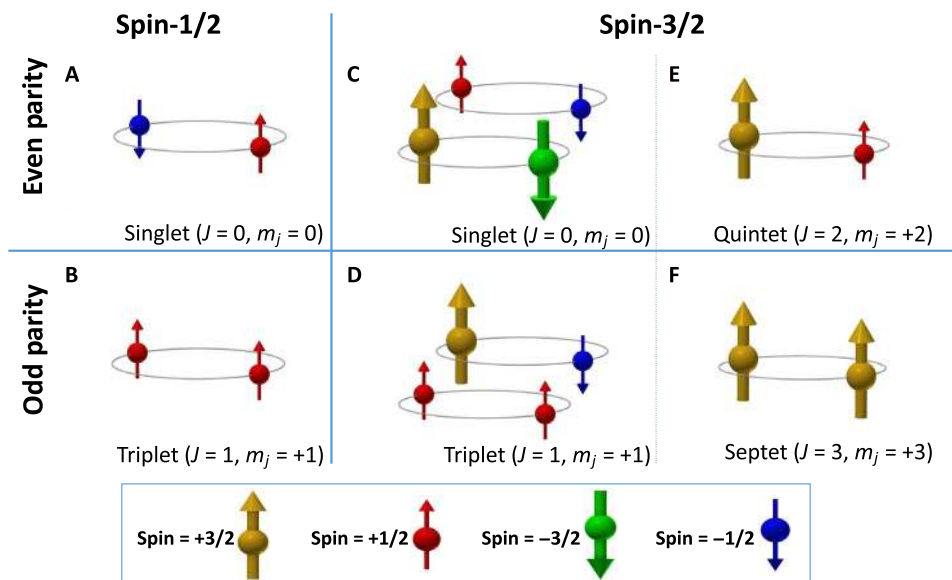 Spin-1/2
Spin-3/2
Even parity
A
Singlet (J = 0, mj = 0)
C
Singlet (J = 0, mj = 0)
E
Quintet (J = 2, mj = +2)
Odd parity
B
Triplet (J = 1, mj = +1)
D
Triplet (J = 1, mj = +1)
F
Septet (J = 3, mj = +3)
Spin = +3/2
Spin = +1/2
Spin = –3/2
Spin = –1/2